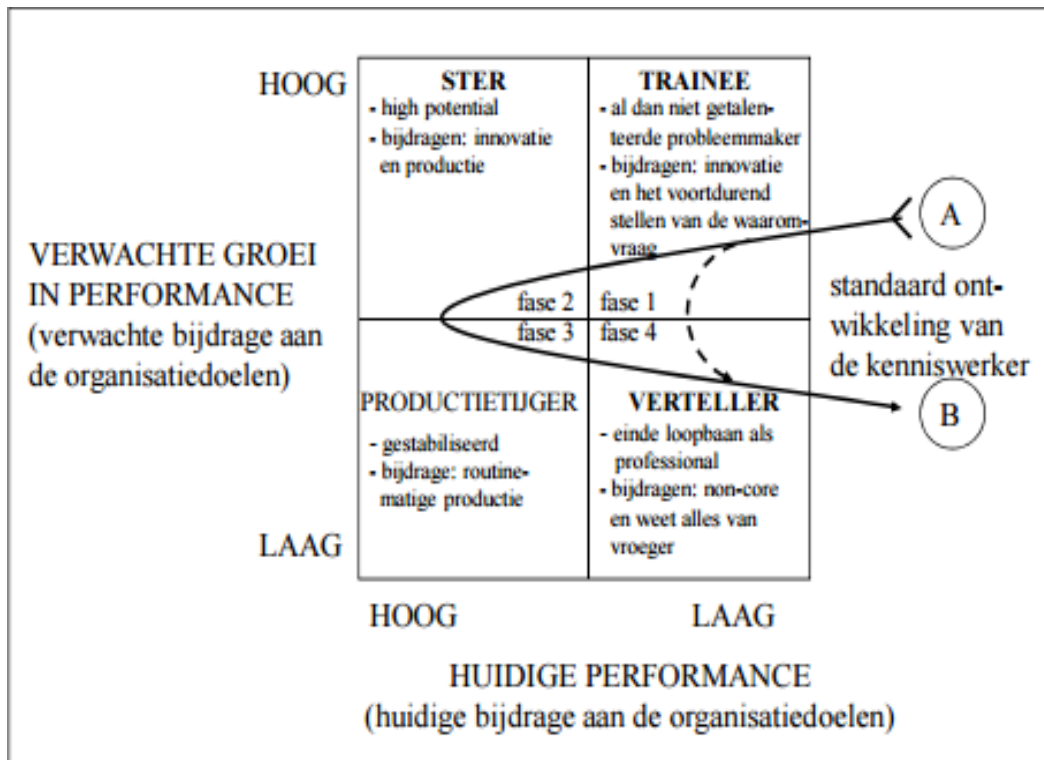 HOOG
STER
- high potential
- bijdragen: innovatie
en productie
TRAINEE
- al dan niet getalen-
teerde probleemmaker
- bijdragen: innovatie
en het voortdurend
stellen van de waarom-
vraag
A
VERWACHTE GROEI
IN PERFORMANCE
(verwachte bijdrage aan
de organisatiedoelen)
fase 2
fase 1
fase 3
fase 4
standaard ont-
wikkeling van
de kenniswerker
B
PRODUCTIETIJGER
- gestabiliseerd
- bijdrage: routine-
matige productie
VERTELLER
- einde loopbaan als
professional
- bijdragen: non-core
en weet alles van
vroeger
LAAG
HOOG
LAAG
HUIDIGE PERFORMANCE
(huidige bijdrage aan de organisatiedoelen)